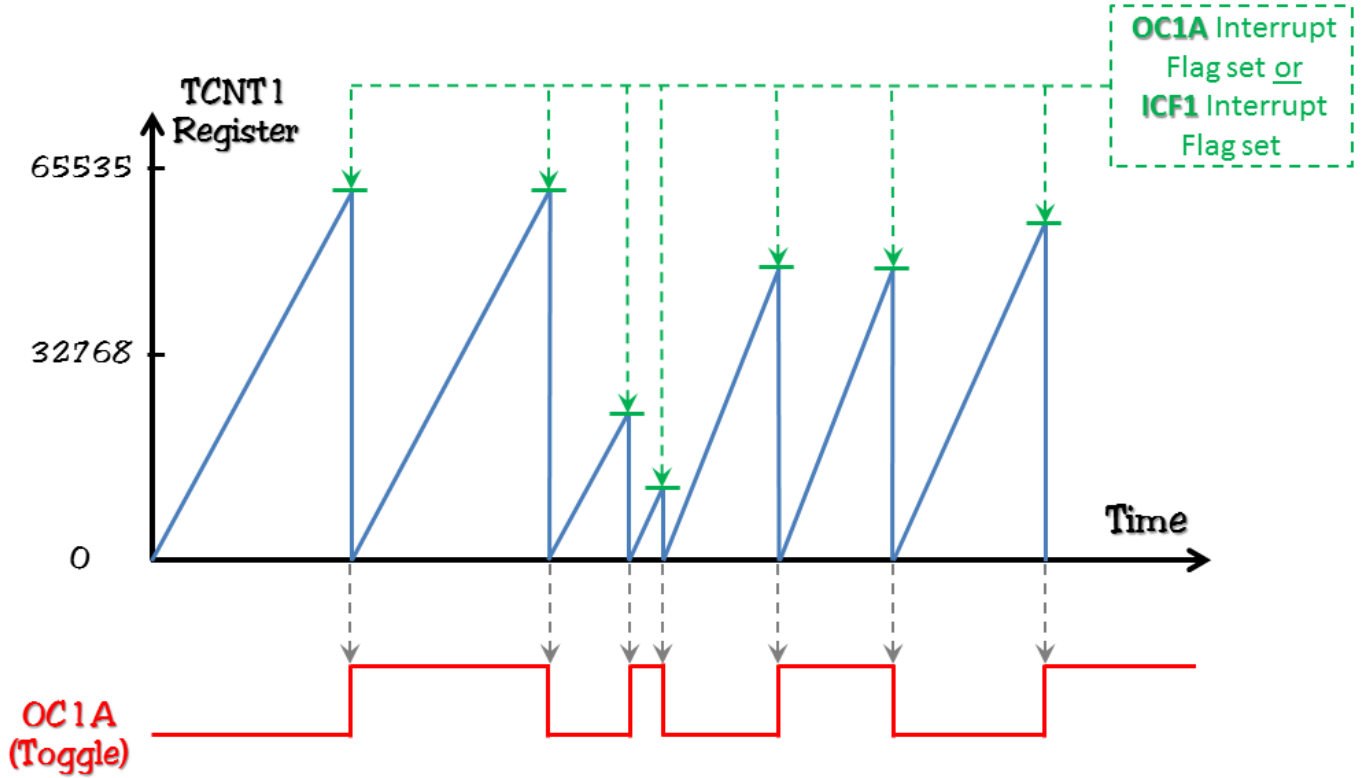 OC1A Interrupt
Flag set or
ICF1 Interrupt
Flag set
TCNT1
Register
65535
32768
0
Time
OC1A
(Toggle)